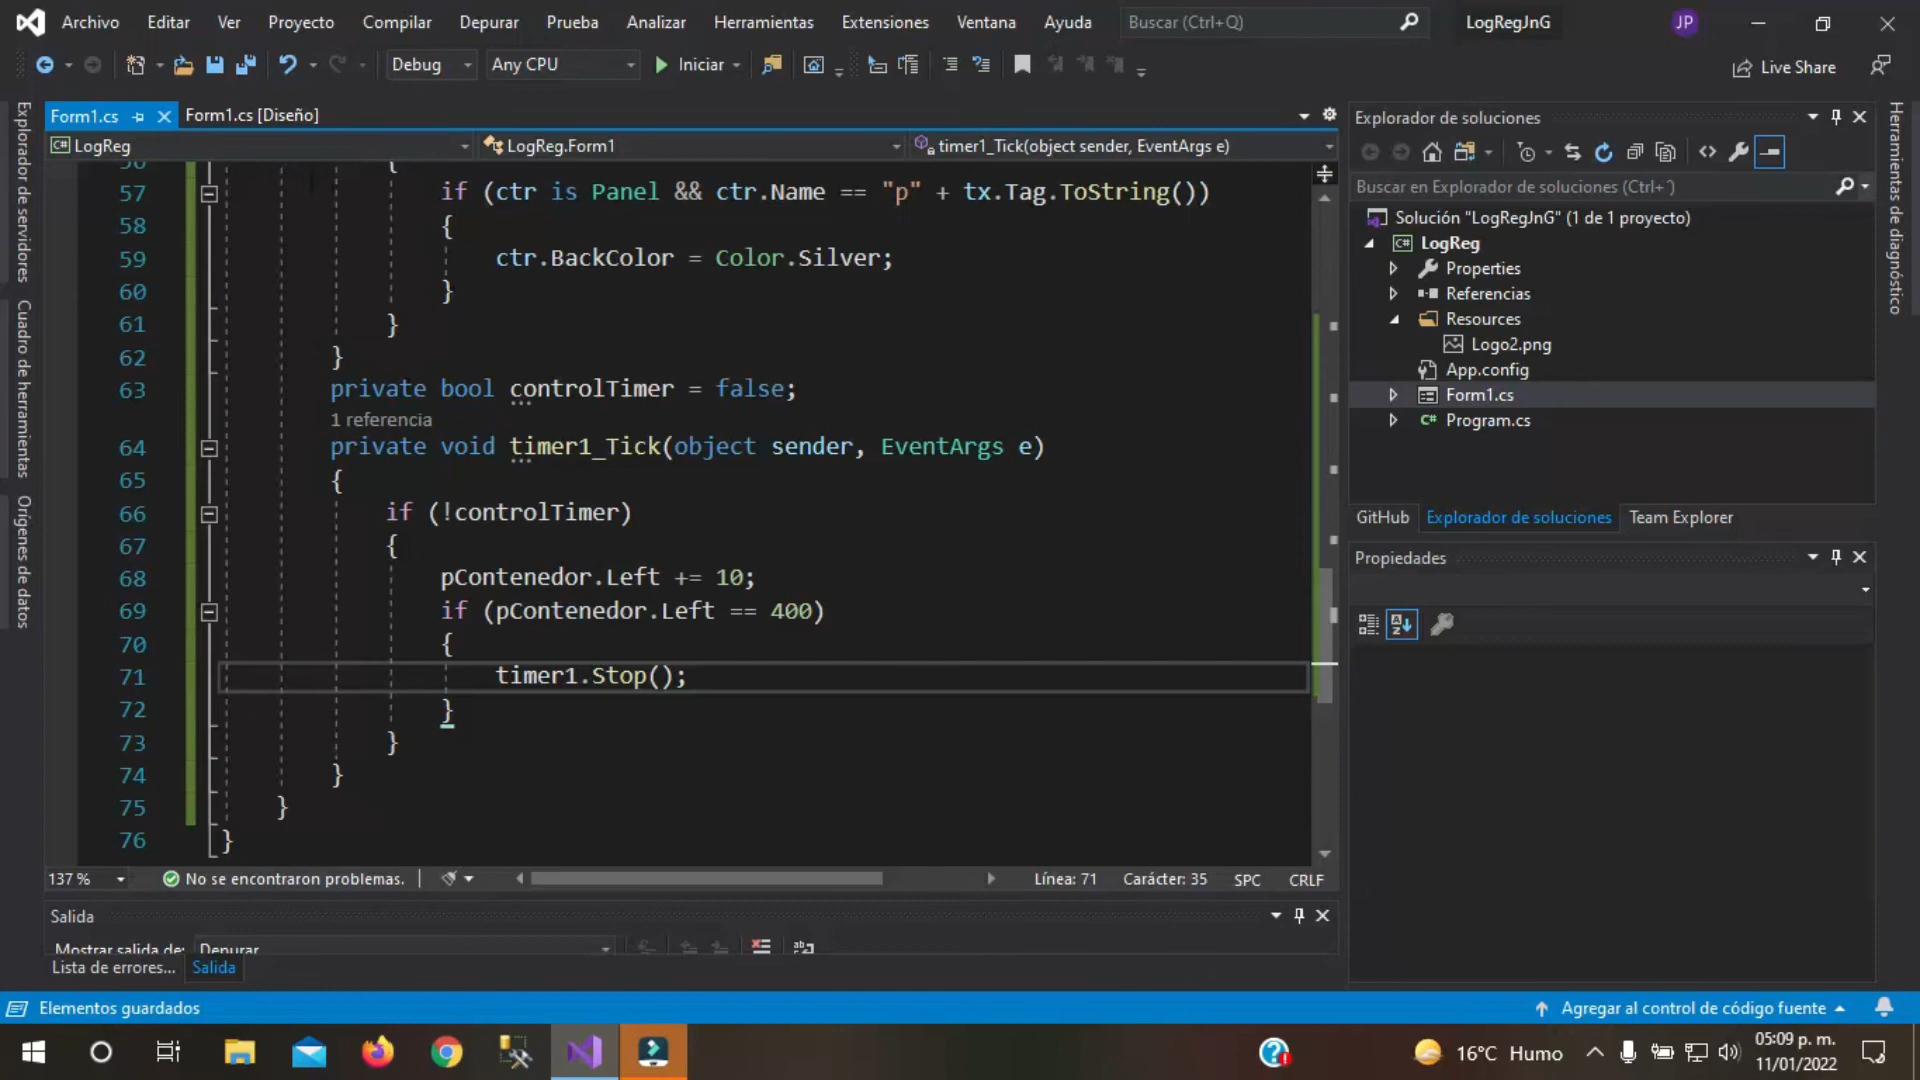 Archivo Editar Ver Proyecto Compilar Depurar Prueba Analizar Herramientas Extensiones Ventana Ayuda Buscar (Ctrl+Q) LogRegJnG JP
Debug Any CPU Iniciar Live Share
Explorador de servidores
Cuadro de herramientas
Orígenes de datos
Form1.cs Form1.cs [Diseño]
LogReg LogReg.Form1 timer1_Tick(object sender, EventArgs e)
56 {
57 if (ctr is Panel && ctr.Name == "p" + tx.Tag.ToString())
58 {
59 ctr.BackColor = Color.Silver;
60 }
61 }
62 }
63 private bool controlTimer = false;
1 referencia
64 private void timer1_Tick(object sender, EventArgs e)
65 {
66 if (!controlTimer)
67 {
68 pContenedor.Left += 10;
69 if (pContenedor.Left == 400)
70 {
71 timer1.Stop();
72 }
73 }
74 }
75 }
76 }
137 % No se encontraron problemas. Línea: 71 Carácter: 35 SPC CRLF
Salida
Mostrar salida de: Depurar
Lista de errores... Salida
Explorador de soluciones
Buscar en Explorador de soluciones (Ctrl+´)
Solución "LogRegJnG" (1 de 1 proyecto)
LogReg
Properties
Referencias
Resources
Logo2.png
App.config
Form1.cs
Program.cs
GitHub Explorador de soluciones Team Explorer
Propiedades
Herramientas de diagnóstico
Elementos guardados Agregar al control de código fuente
16°C Humo 05:09 p. m.
11/01/2022